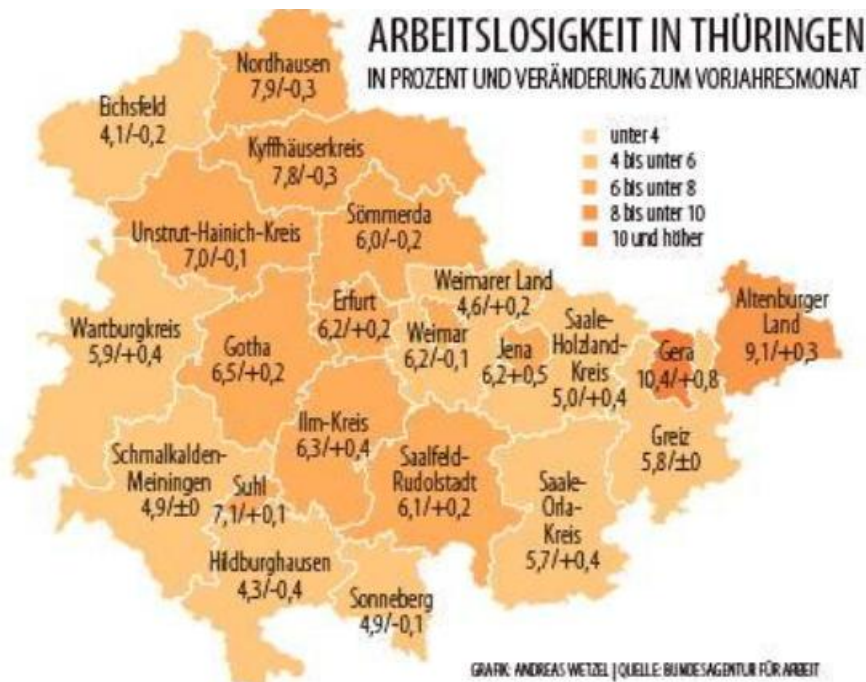 ARBEITSLOSIGKEIT IN THÜRINGEN
IN PROZENT UND VERÄNDERUNG ZUM VORJAHRESMONAT
unter 4
4 bis unter 6
6 bis unter 8
8 bis unter 10
10 und höher
Nordhausen
7,9/-0,3
Eichsfeld
4,1/-0,2
Kyffhäuserkreis
7,8/-0,3
Unstrut-Hainich-Kreis
7,0/-0,1
Sömmerda
6,0/-0,2
Weimarer Land
4,6/+0,2
Altenburger
Land
9,1/+0,3
Wartburgkreis
5,9/+0,4
Gotha
6,5/+0,2
Erfurt
6,2/+0,2
Weimar
6,2/-0,1
Jena
6,2+0,5
Saale-
Holzland-
Kreis
5,0/+0,4
Gera
10,4/+0,8
Greiz
5,8/±0
Ilm-Kreis
6,3/+0,4
Schmalkalden-
Meiningen
4,9/±0
Suhl
7,1/+0,1
Saalfeld-
Rudolstadt
6,1/+0,2
Saale-
Orla-
Kreis
5,7/+0,4
Hildburghausen
4,3/-0,4
Sonneberg
4,9/-0,1
GRAFIK: ANDREAS WETZEL | QUELLE: BUNDESAGENTUR FÜR ARBEIT